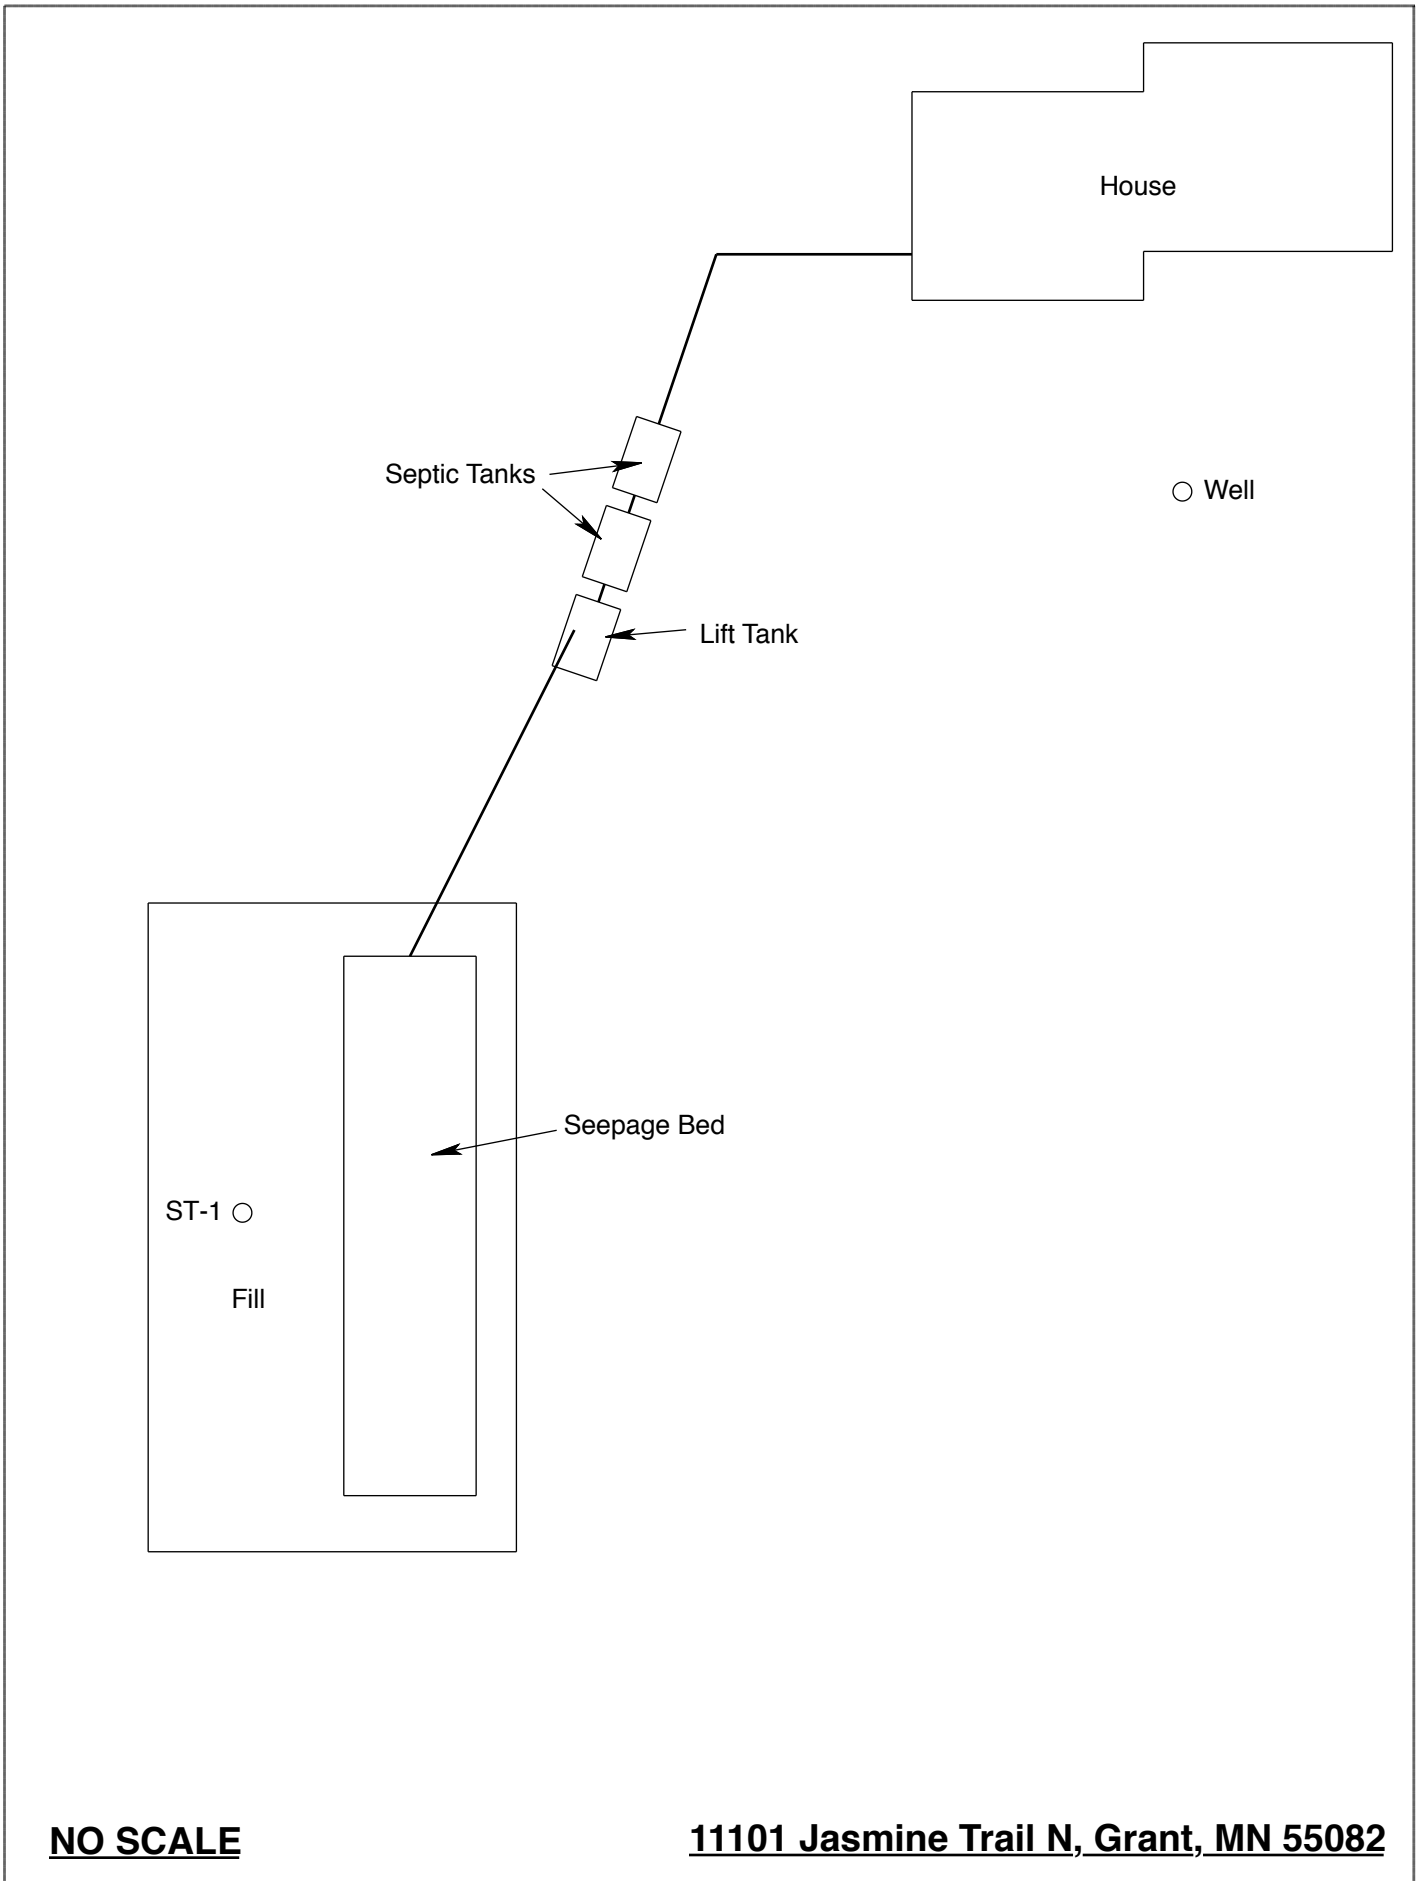 House
Septic Tanks
Well
Lift Tank
Seepage Bed
ST-1
Fill
NO SCALE
11101 Jasmine Trail N, Grant, MN 55082